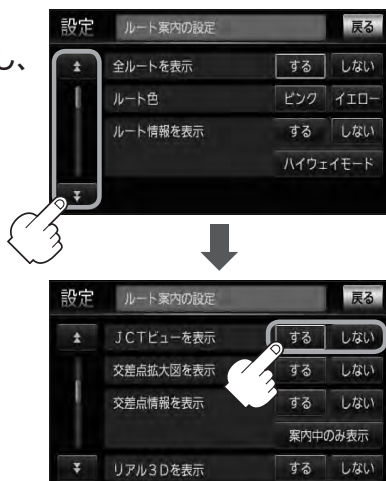 し、
設定 ルート案内の設定 戻る
全ルートを表示 する しない
ルート色 ピンク イエロー
ルート情報を表示 する しない
ハイウェイモード
設定 ルート案内の設定 戻る
JCTビューを表示 する しない
交差点拡大図を表示 する しない
交差点情報を表示 する しない
案内中のみ表示
リアル3Dを表示 する しない